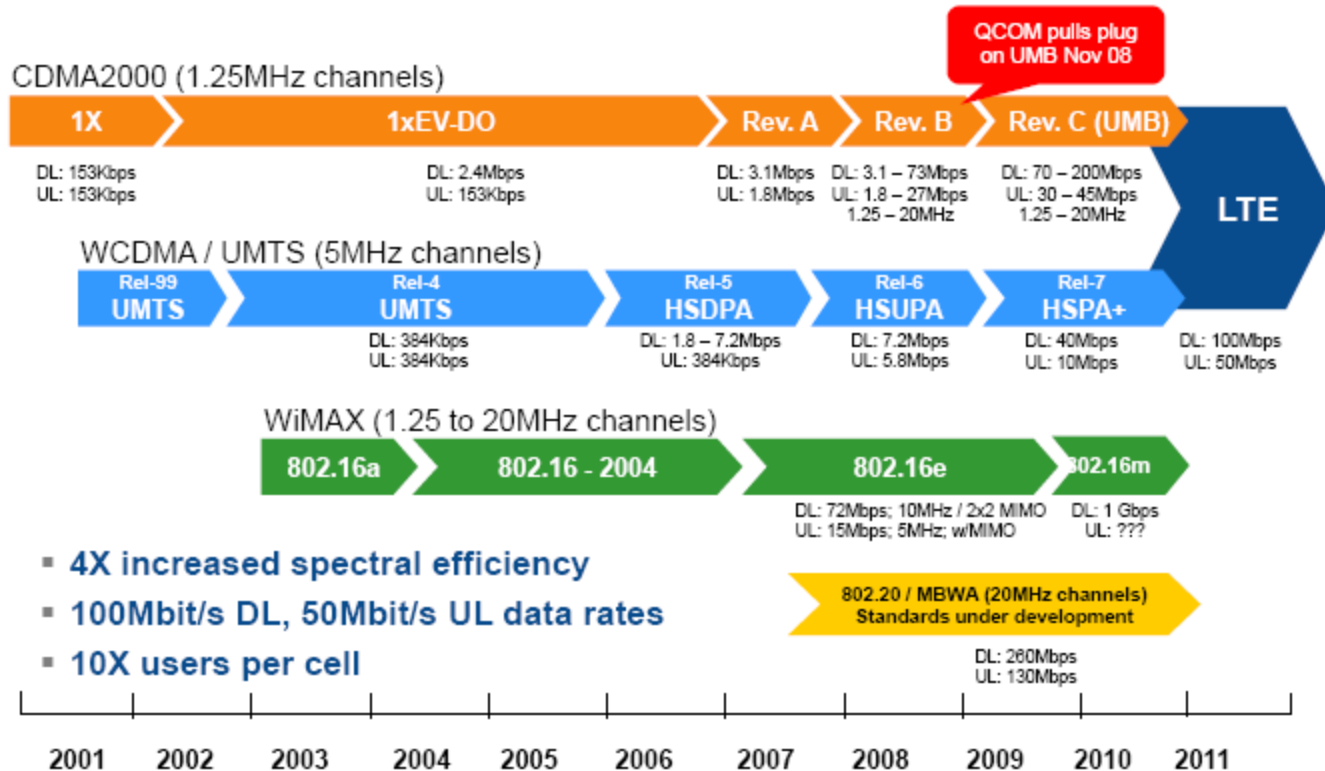 QCOM pulls plug
on UMB Nov 08
CDMA2000 (1.25MHz channels)
1X
1xEV-DO
Rev. A
Rev. B
Rev. C (UMB)
DL: 153Kbps
UL: 153Kbps
DL: 2.4Mbps
UL: 153Kbps
DL: 3.1Mbps
UL: 1.8Mbps
DL: 3.1 – 73Mbps
UL: 1.8 – 27Mbps
1.25 – 20MHz
DL: 70 – 200Mbps
UL: 30 – 45Mbps
1.25 – 20MHz
LTE
DL: 100Mbps
UL: 50Mbps
WCDMA / UMTS (5MHz channels)
Rel-99
UMTS
Rel-4
UMTS
Rel-5
HSDPA
Rel-6
HSUPA
Rel-7
HSPA+
DL: 384Kbps
UL: 384Kbps
DL: 1.8 – 7.2Mbps
UL: 384Kbps
DL: 7.2Mbps
UL: 5.8Mbps
DL: 40Mbps
UL: 10Mbps
WiMAX (1.25 to 20MHz channels)
802.16a
802.16 - 2004
802.16e
802.16m
DL: 72Mbps; 10MHz / 2x2 MIMO
UL: 15Mbps; 5MHz; w/MIMO
DL: 1 Gbps
UL: ???
▪ 4X increased spectral efficiency
▪ 100Mbit/s DL, 50Mbit/s UL data rates
▪ 10X users per cell
802.20 / MBWA (20MHz channels)
Standards under development
DL: 260Mbps
UL: 130Mbps
2001 2002 2003 2004 2005 2006 2007 2008 2009 2010 2011